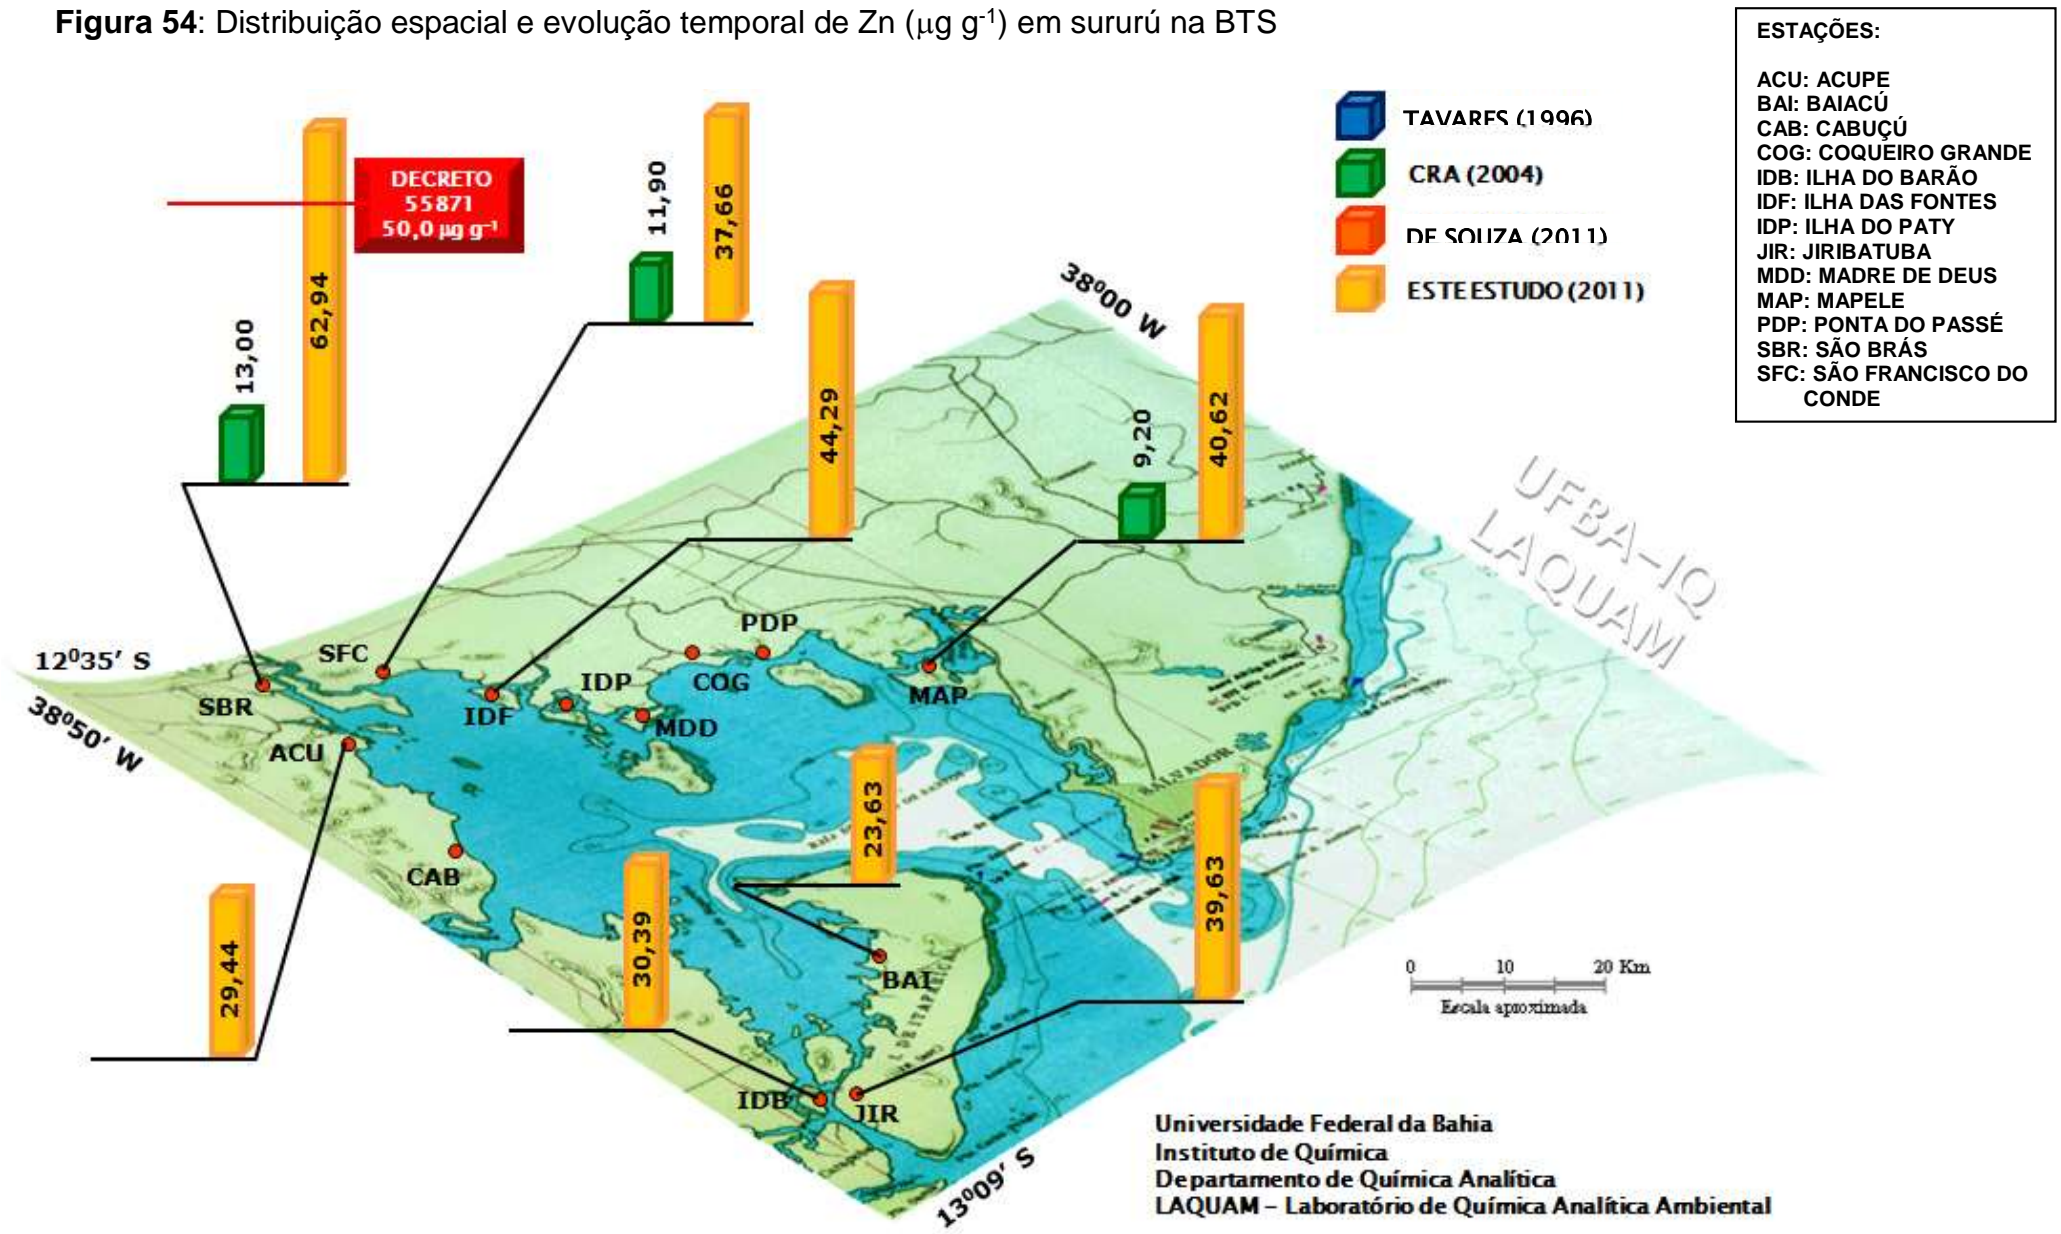 Figura 54: Distribuição espacial e evolução temporal de Zn (μg g⁻¹) em sururú na BTS
ESTAÇÕES:
ACU: ACUPE
BAI: BAIACÚ
CAB: CABUÇÚ
COG: COQUEIRO GRANDE
IDB: ILHA DO BARÃO
IDF: ILHA DAS FONTES
IDP: ILHA DO PATY
JIR: JIRIBATUBA
MDD: MADRE DE DEUS
MAP: MAPELE
PDP: PONTA DO PASSÉ
SBR: SÃO BRÁS
SFC: SÃO FRANCISCO DO
CONDE
TAVARES (1996)
CRA (2004)
DE SOUZA (2011)
ESTE ESTUDO (2011)
DECRETO
55871
50,0 μg g⁻¹
13,00
62,94
11,90
37,66
44,29
9,20
40,62
38⁰00 W
UFBA-IQ
LAQUAM
12⁰35′ S
38⁰50′ W
SBR
SFC
IDF
IDP
MDD
COG
PDP
MAP
ACU
CAB
SALVADOR
29,44
30,39
23,63
39,63
BAI
I. DE ITAPARICA
IDB
JIR
13⁰09′ S
0 10 20 Km
Escala aproximada
Universidade Federal da Bahia
Instituto de Química
Departamento de Química Analítica
LAQUAM – Laboratório de Química Analítica Ambiental